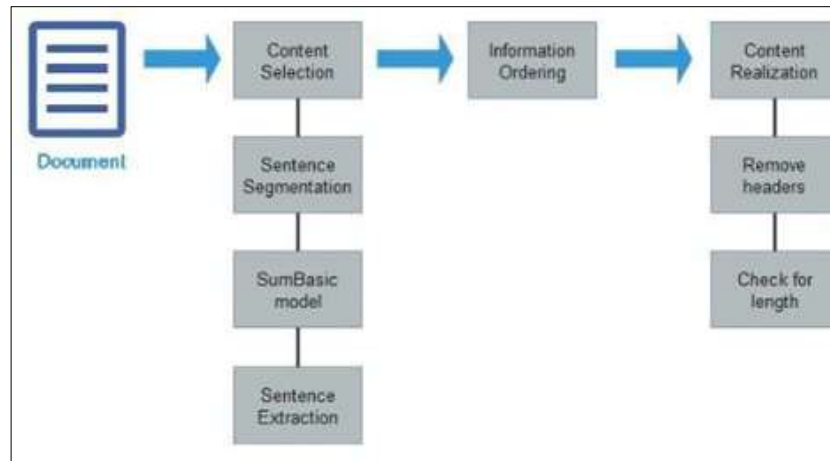 Document
Content
Selection
Sentence
Segmentation
SumBasic
model
Sentence
Extraction
Information
Ordering
Content
Realization
Remove
headers
Check for
length